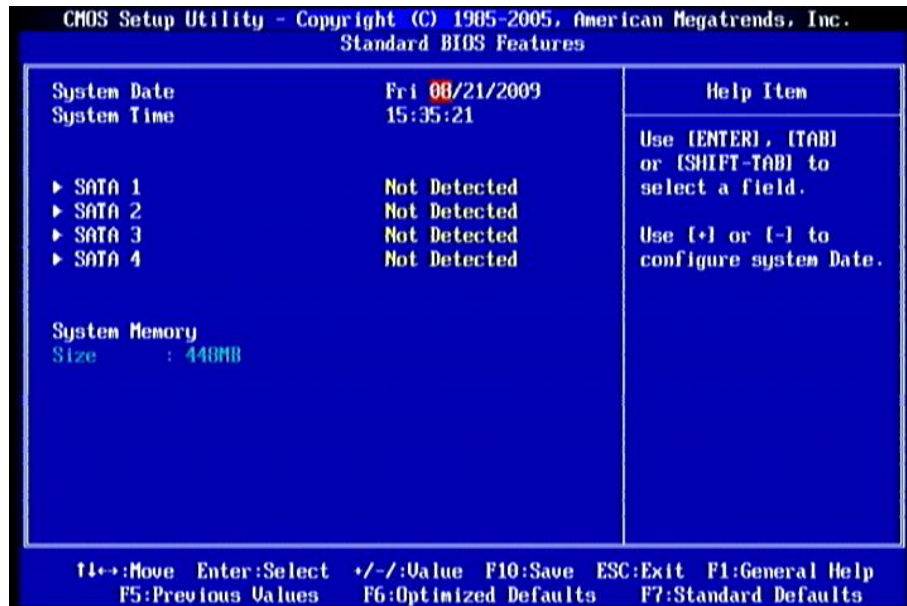 CMOS Setup Utility - Copyright (C) 1985-2005, American Megatrends, Inc.
Standard BIOS Features
System Date Fri 08/21/2009
System Time 15:35:21
▶ SATA 1 Not Detected
▶ SATA 2 Not Detected
▶ SATA 3 Not Detected
▶ SATA 4 Not Detected
System Memory
Size : 448MB
Help Item
Use [ENTER], [TAB]
or [SHIFT-TAB] to
select a field.
Use [+] or [-] to
configure system Date.
↑↓←→:Move Enter:Select +/-/:Value F10:Save ESC:Exit F1:General Help
F5:Previous Values F6:Optimized Defaults F7:Standard Defaults